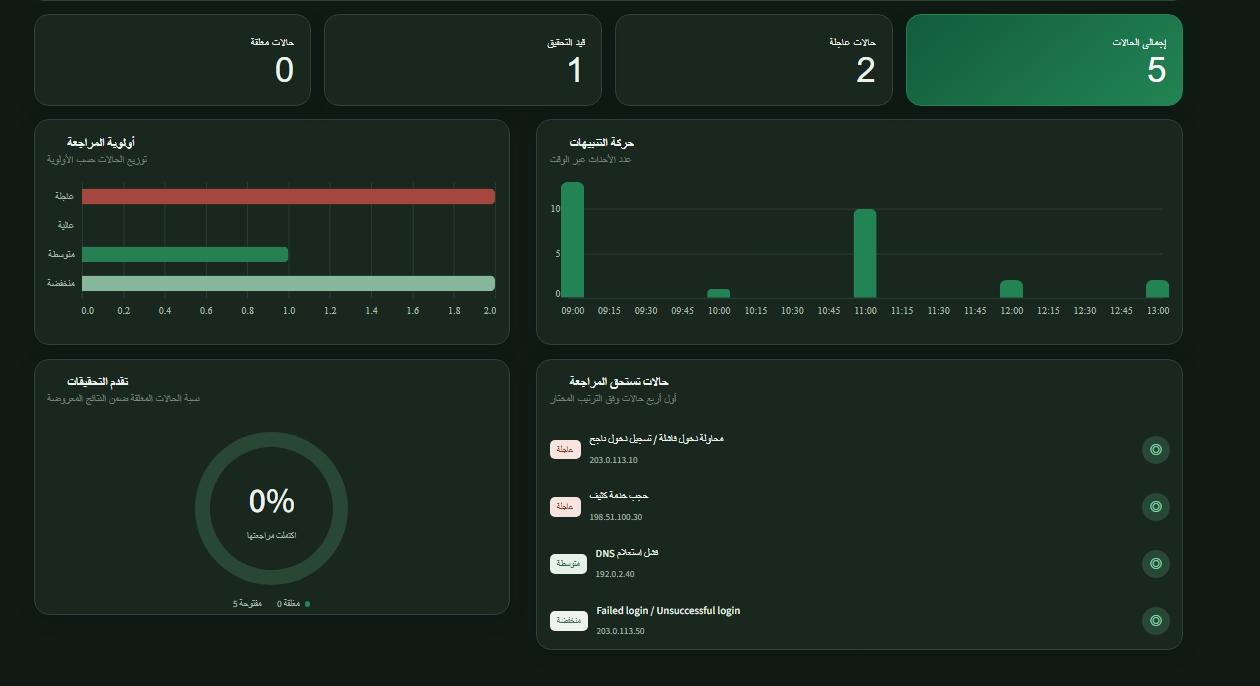 إجمالي الحالات
5
حالات عاجلة
2
قيد التحقيق
1
حالات مغلقة
0
حركة التنبيهات
عدد الأحداث عبر الوقت
10
5
0
09:00 09:15 09:30 09:45 10:00 10:15 10:30 10:45 11:00 11:15 11:30 11:45 12:00 12:15 12:30 12:45 13:00
أولوية المراجعة
توزيع الحالات حسب الأولوية
عاجلة
عالية
متوسطة
منخفضة
0.0 0.2 0.4 0.6 0.8 1.0 1.2 1.4 1.6 1.8 2.0
حالات تستحق المراجعة
أول أربع حالات وفق الترتيب المختار
محاولة دخول فاشلة / تسجيل دخول ناجح
203.0.113.10
عاجلة
حجب خدمة كثيف
198.51.100.30
عاجلة
فشل استعلام DNS
192.0.2.40
متوسطة
Failed login / Unsuccessful login
203.0.113.50
منخفضة
تقدم التحقيقات
نسبة الحالات المغلقة ضمن النتائج المعروضة
0%
اكتملت مراجعتها
مغلقة 0 مفتوحة 5